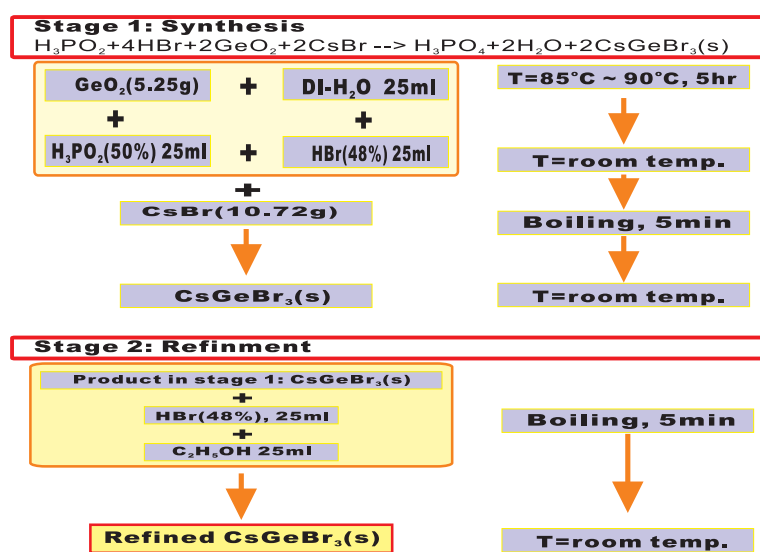 Stage 1: Synthesis
H₃PO₂+4HBr+2GeO₂+2CsBr --> H₃PO₄+2H₂O+2CsGeBr₃(s)
GeO₂(5.25g) + DI-H₂O 25ml
+ +
H₃PO₂(50%) 25ml + HBr(48%) 25ml
+
CsBr(10.72g)
CsGeBr₃(s)
T=85°C ~ 90°C, 5hr
T=room temp.
Boiling, 5min
T=room temp.
Stage 2: Refinment
Product in stage 1: CsGeBr₃(s)
+
HBr(48%), 25ml
+
C₂H₅OH 25ml
Refined CsGeBr₃(s)
Boiling, 5min
T=room temp.